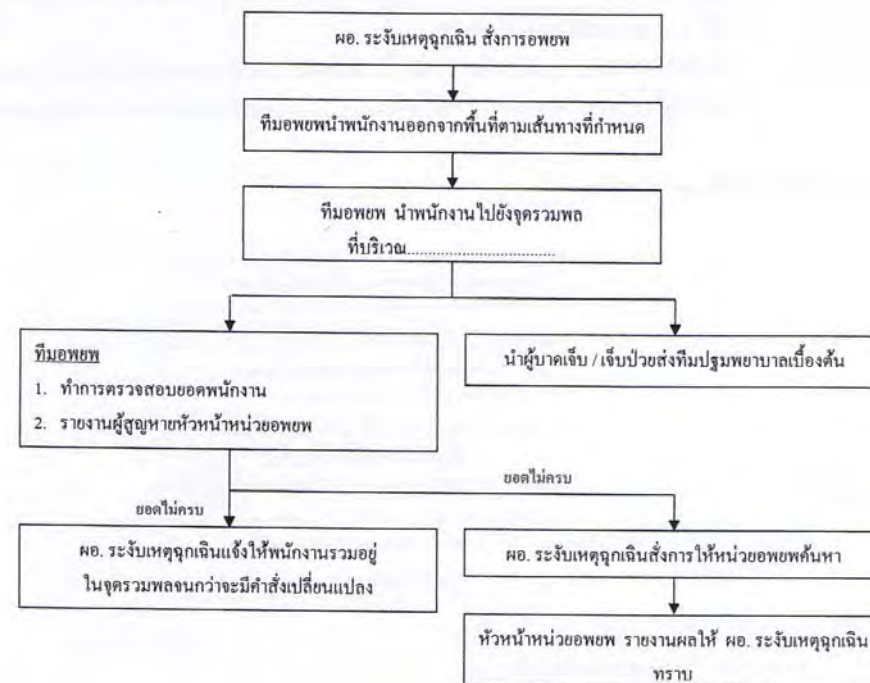 ผอ. ระงับเหตุฉุกเฉิน สั่งการอพยพ
ทีมอพยพนำพนักงานออกจากพื้นที่ตามเส้นทางที่กำหนด
ทีมอพยพ นำพนักงานไปยังจุดรวมพล
ที่บริเวณ....................................
ทีมอพยพ
1. ทำการตรวจสอบยอดพนักงาน
2. รายงานผู้สูญหายหัวหน้าหน่วยอพยพ
นำผู้บาดเจ็บ / เจ็บป่วยส่งทีมปฐมพยาบาลเบื้องต้น
ยอดไม่ครบ
ยอดไม่ครบ
ผอ. ระงับเหตุฉุกเฉินแจ้งให้พนักงานรวมอยู่
ในจุดรวมพลจนกว่าจะมีคำสั่งเปลี่ยนแปลง
ผอ. ระงับเหตุฉุกเฉินสั่งการให้หน่วยอพยพค้นหา
หัวหน้าหน่วยอพยพ รายงานผลให้ ผอ. ระงับเหตุฉุกเฉิน
ทราบ